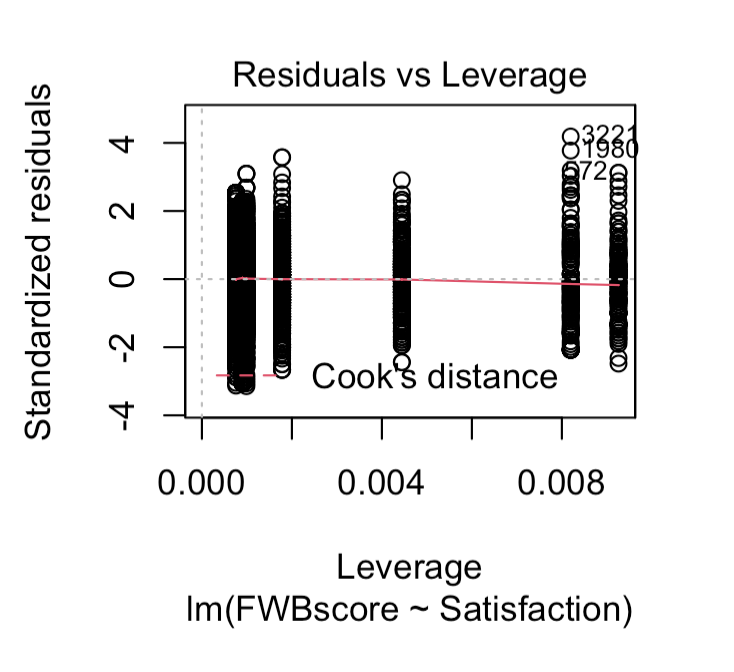 Residuals vs Leverage
Standardized residuals
4
2
0
-2
-4
3221
1980
72
Cook's distance
0.000 0.004 0.008
Leverage
lm(FWBscore ~ Satisfaction)